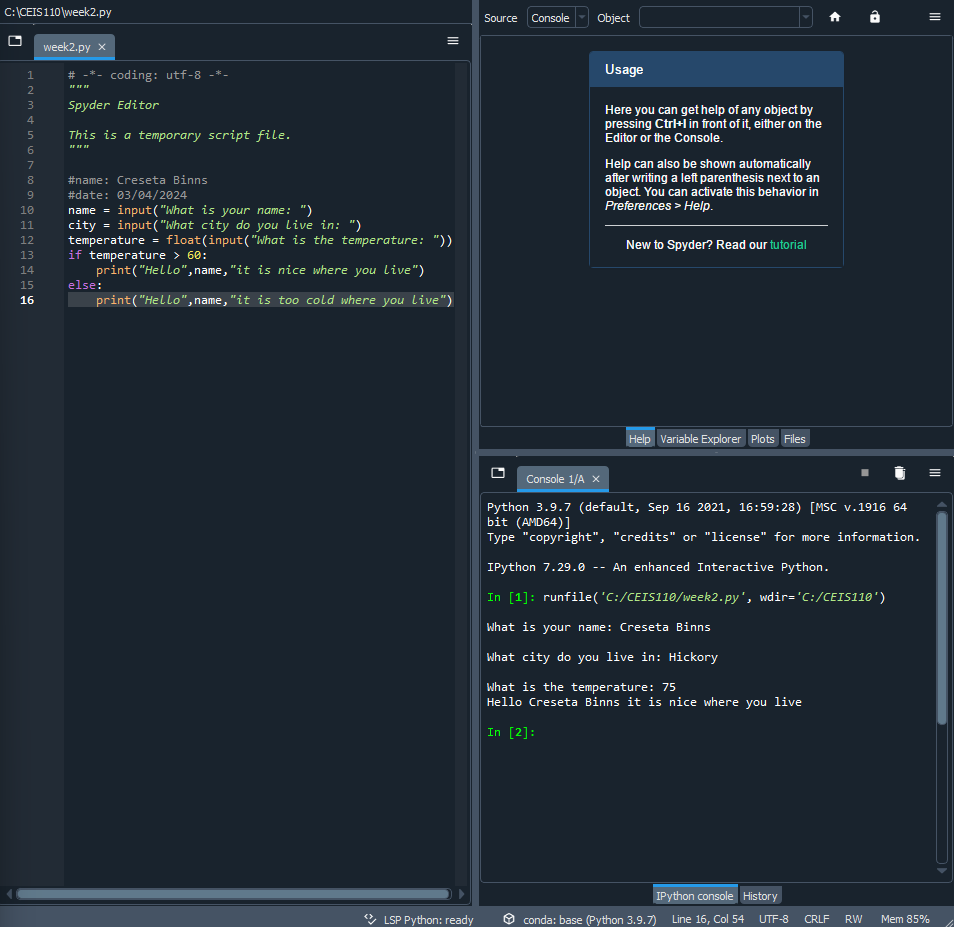 C:\CEIS110\week2.py
week2.py ×
1 # -*- coding: utf-8 -*-
2 """
3 Spyder Editor
4
5 This is a temporary script file.
6 """
7
8 #name: Creseta Binns
9 #date: 03/04/2024
10 name = input("What is your name: ")
11 city = input("What city do you live in: ")
12 temperature = float(input("What is the temperature: "))
13 if temperature > 60:
14     print("Hello",name,"it is nice where you live")
15 else:
16     print("Hello",name,"it is too cold where you live")
Source Console Object
Usage
Here you can get help of any object by
pressing Ctrl+I in front of it, either on the
Editor or the Console.
Help can also be shown automatically
after writing a left parenthesis next to an
object. You can activate this behavior in
Preferences > Help.
New to Spyder? Read our tutorial
Help Variable Explorer Plots Files
Console 1/A ×
Python 3.9.7 (default, Sep 16 2021, 16:59:28) [MSC v.1916 64
bit (AMD64)]
Type "copyright", "credits" or "license" for more information.
IPython 7.29.0 -- An enhanced Interactive Python.
In [1]: runfile('C:/CEIS110/week2.py', wdir='C:/CEIS110')
What is your name: Creseta Binns
What city do you live in: Hickory
What is the temperature: 75
Hello Creseta Binns it is nice where you live
In [2]:
IPython console History
LSP Python: ready conda: base (Python 3.9.7) Line 16, Col 54 UTF-8 CRLF RW Mem 85%